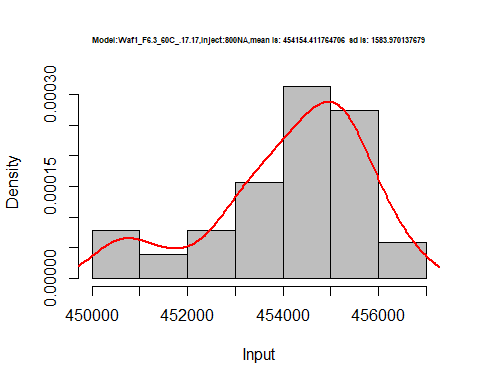 Model:Waf1_F6.3_60C_.17.17,Inject:800NA,mean is: 454154.411764706 sd is: 1583.970137679
Density
0.00030
0.00015
0.00000
450000 452000 454000 456000
Input